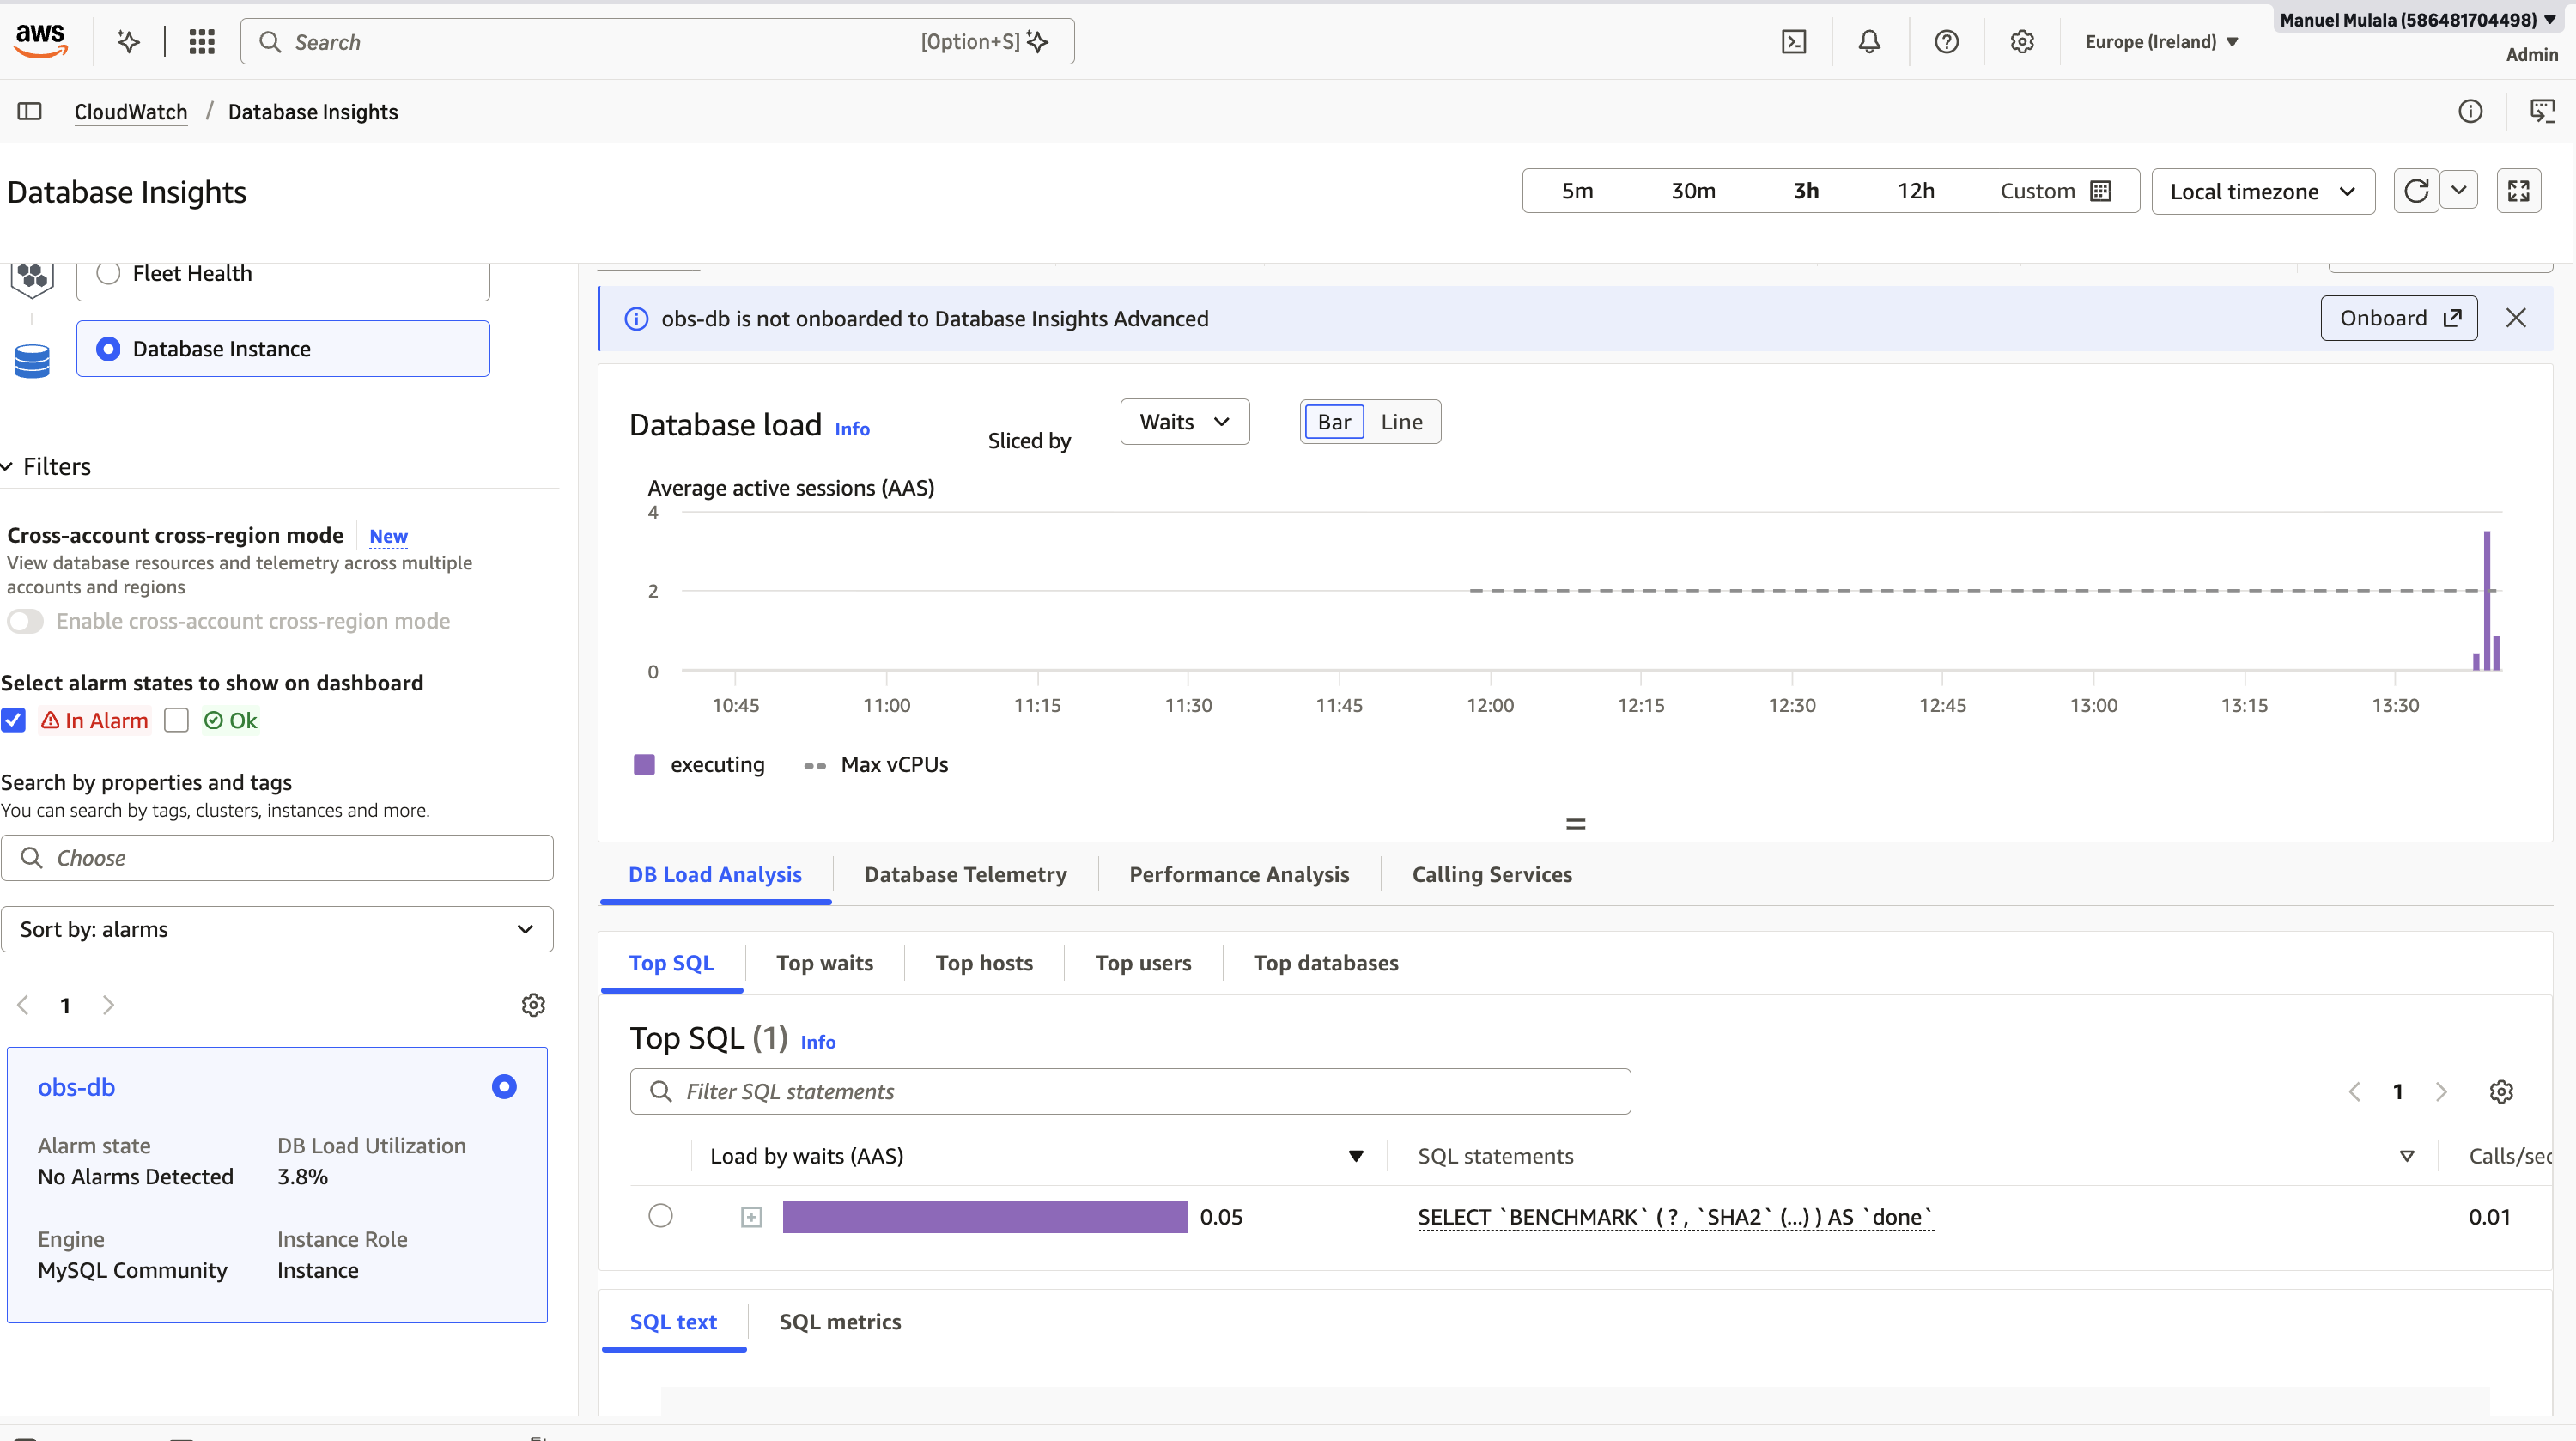 aws
Search [Option+S]
Europe (Ireland)
Manuel Mulala (586481704498)
Admin
CloudWatch / Database Insights
Database Insights
5m 30m 3h 12h Custom
Local timezone
Fleet Health
Database Instance
Filters
Cross-account cross-region mode New
View database resources and telemetry across multiple
accounts and regions
Enable cross-account cross-region mode
Select alarm states to show on dashboard
In Alarm Ok
Search by properties and tags
You can search by tags, clusters, instances and more.
Choose
Sort by: alarms
1
obs-db
Alarm state DB Load Utilization
No Alarms Detected 3.8%
Engine Instance Role
MySQL Community Instance
obs-db is not onboarded to Database Insights Advanced
Onboard
Database load Info
Sliced by
Waits
Bar Line
Average active sessions (AAS)
4
2
0
10:45 11:00 11:15 11:30 11:45 12:00 12:15 12:30 12:45 13:00 13:15 13:30
executing Max vCPUs
DB Load Analysis Database Telemetry Performance Analysis Calling Services
Top SQL Top waits Top hosts Top users Top databases
Top SQL (1) Info
Filter SQL statements
1
Load by waits (AAS) SQL statements Calls/sec
0.05 SELECT `BENCHMARK` ( ? , `SHA2` (...) ) AS `done` 0.01
SQL text SQL metrics